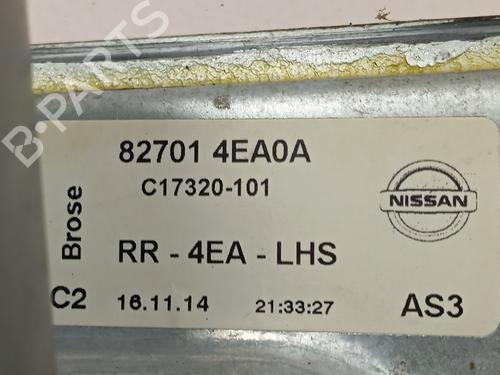 B-PARTS
82701 4EA0A
C17320-101
NISSAN
Brose
RR - 4EA - LHS
C2
16.11.14
21:33:27
AS3